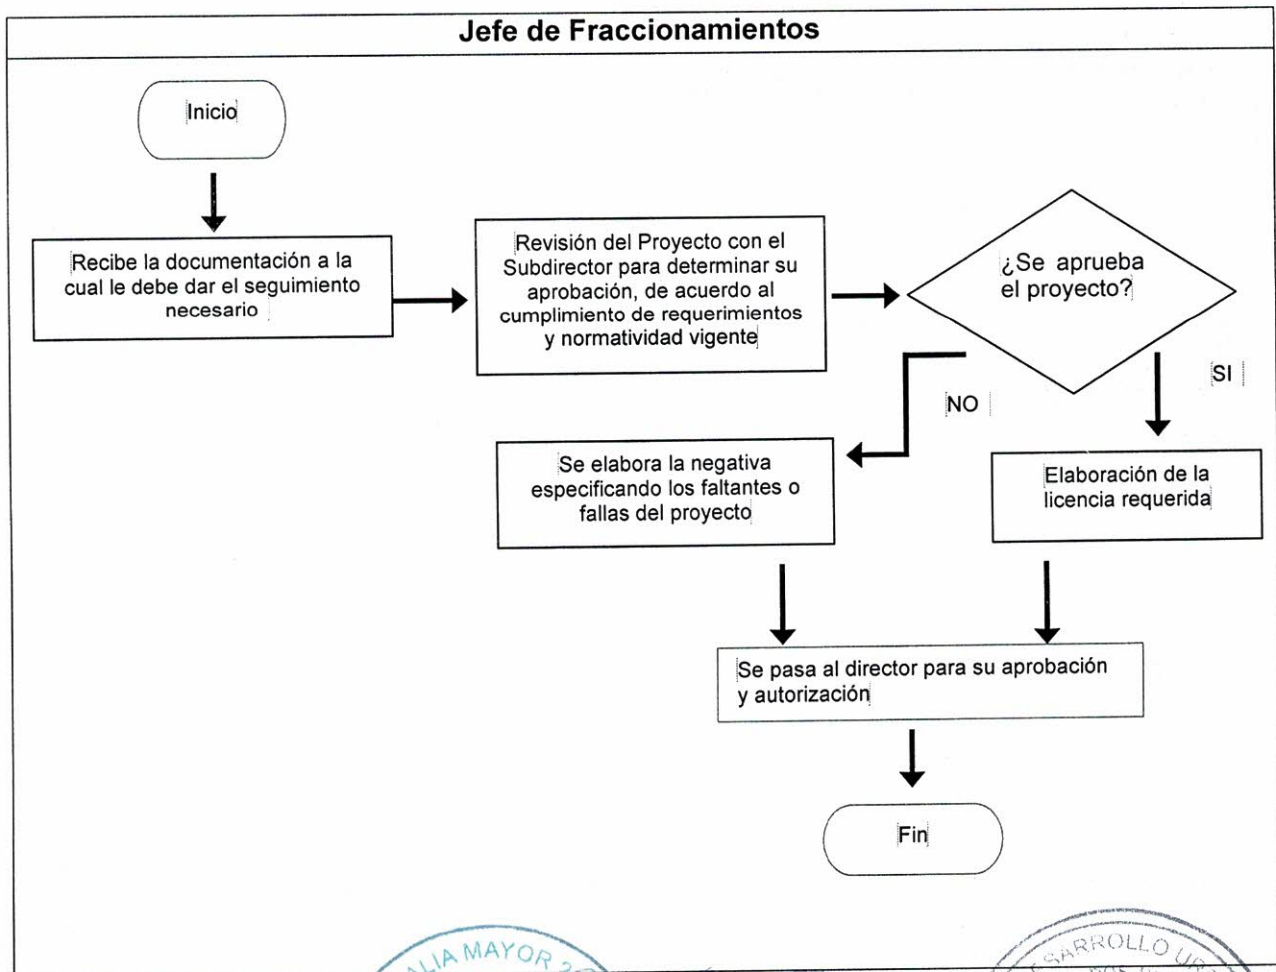 Jefe de Fraccionamientos
Inicio
Recibe la documentación a la
cual le debe dar el seguimiento
necesario
Revisión del Proyecto con el
Subdirector para determinar su
aprobación, de acuerdo al
cumplimiento de requerimientos
y normatividad vigente
¿Se aprueba
el proyecto?
NO
SI
Se elabora la negativa
especificando los faltantes o
fallas del proyecto
Elaboración de la
licencia requerida
Se pasa al director para su aprobación
y autorización
Fin
MAYOR